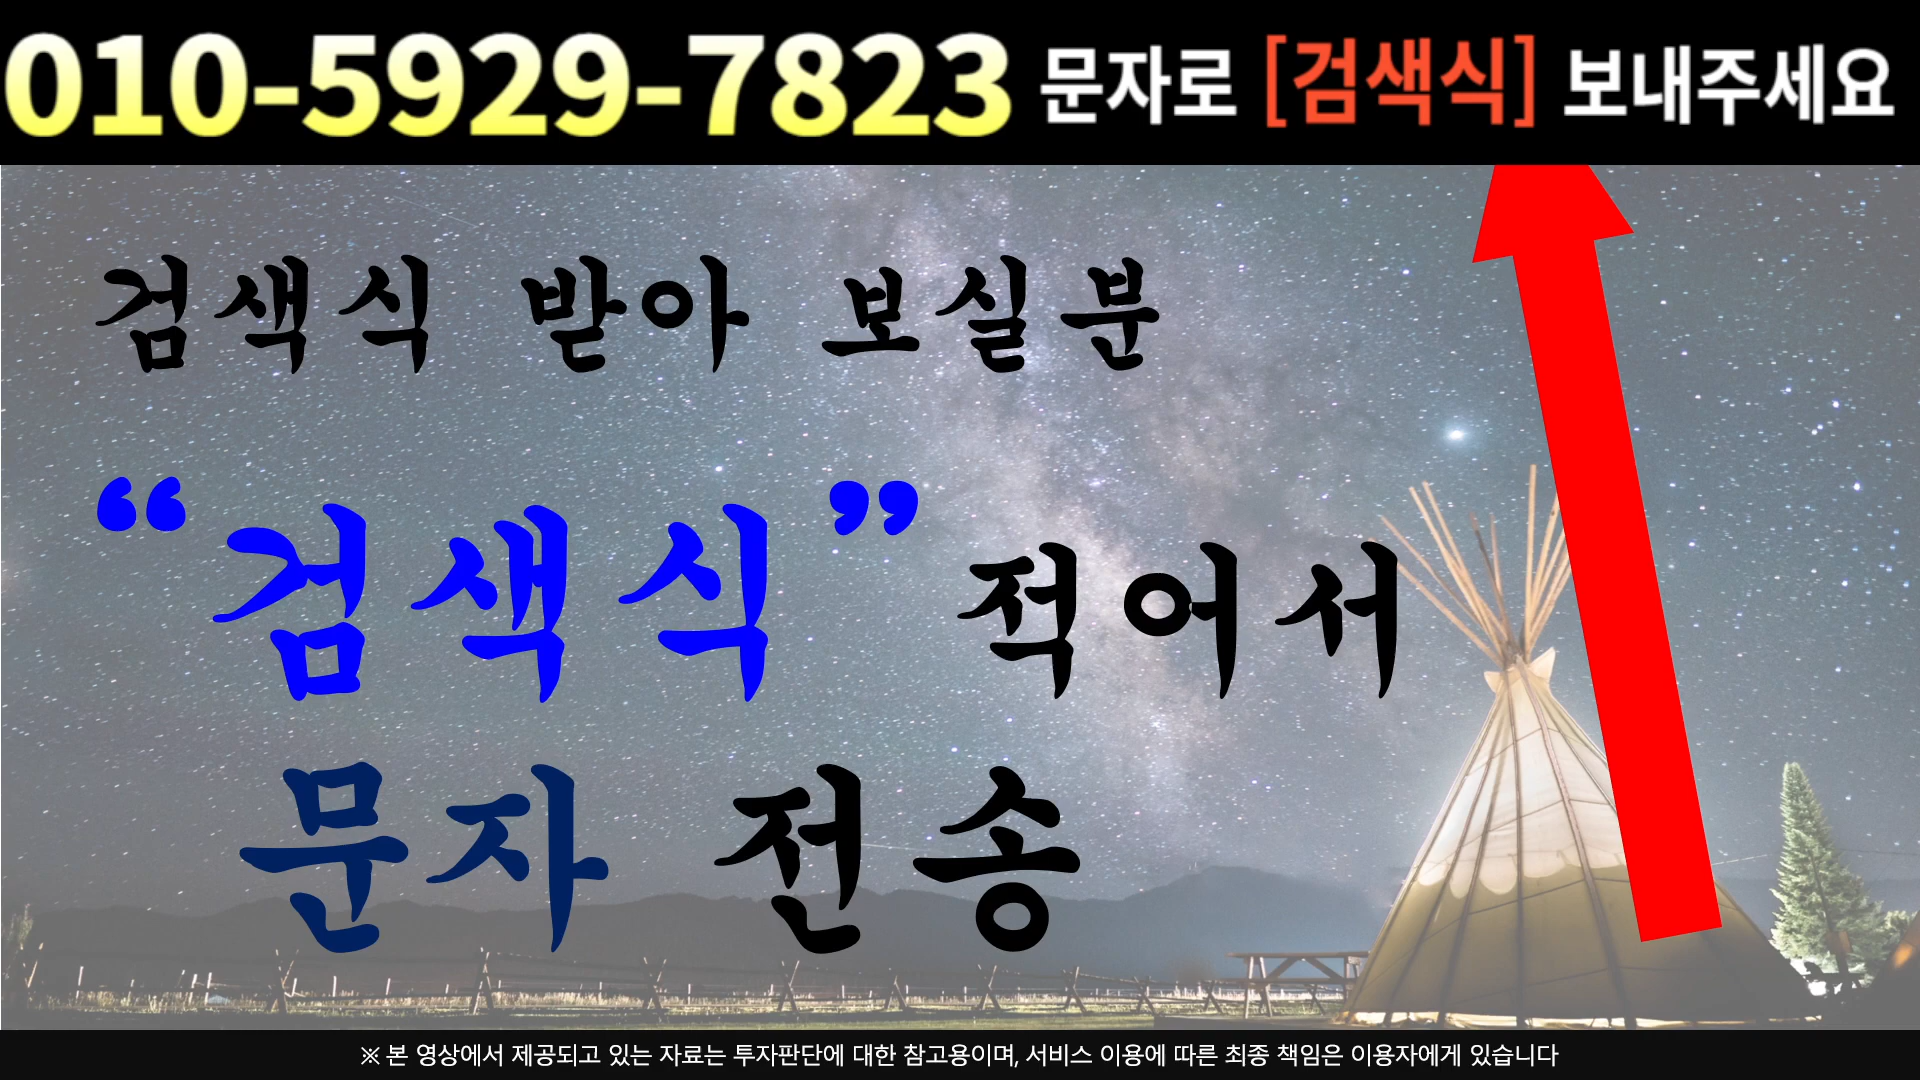 010-5929-7823 문자로 [검색식] 보내주세요
검색식 받아 보실분
“검색식” 적어서
문자 전송
※ 본 영상에서 제공되고 있는 자료는 투자판단에 대한 참고용이며, 서비스 이용에 따른 최종 책임은 이용자에게 있습니다